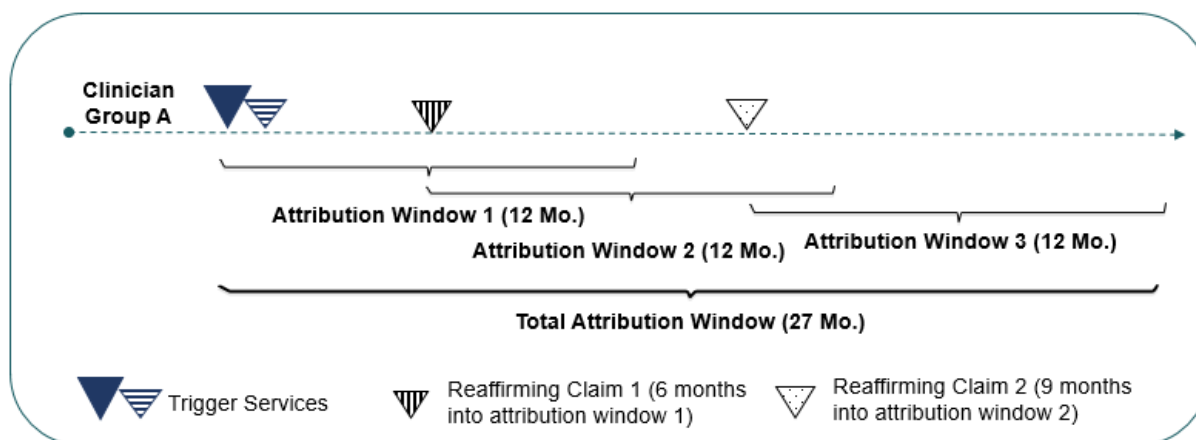 Clinician
Group A
Attribution Window 1 (12 Mo.)
Attribution Window 2 (12 Mo.)
Attribution Window 3 (12 Mo.)
Total Attribution Window (27 Mo.)
Trigger Services
Reaffirming Claim 1 (6 months
into attribution window 1)
Reaffirming Claim 2 (9 months
into attribution window 2)